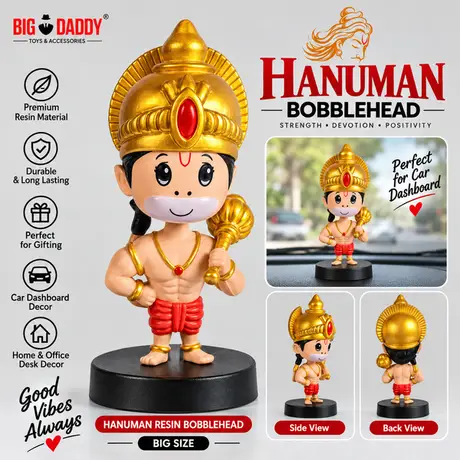 BIG DADDY®
TOYS & ACCESSORIES
Premium
Resin Material
Durable
& Long Lasting
Perfect
for Gifting
Car Dashboard
Decor
Home & Office
Desk Decor
Good
Vibes
Always
HANUMAN
BOBBLEHEAD
STRENGTH • DEVOTION • POSITIVITY
Perfect
for Car
Dashboard
HANUMAN RESIN BOBBLEHEAD
BIG SIZE
Side View
Back View